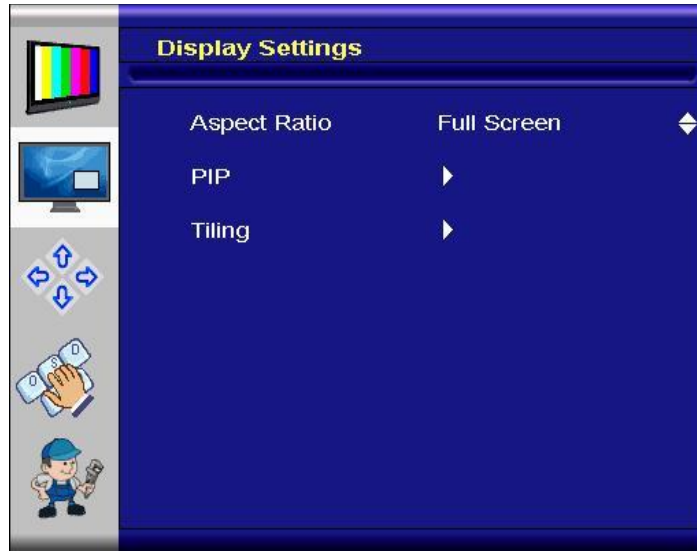 Display Settings
Aspect Ratio Full Screen
PIP
Tiling
O S D